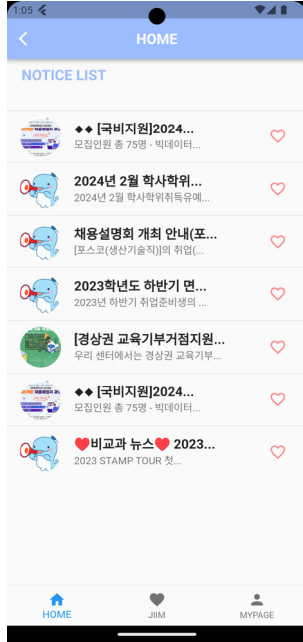 1:05
HOME
NOTICE LIST
◆◆ [국비지원]2024...
모집인원 총 75명 - 빅데이터...
2024년 2월 학사학위...
2024년 2월 학사학위취득유예...
채용설명회 개최 안내(포...
[포스코(생산기술직)]의 취업(...
2023학년도 하반기 면...
2023년 하반기 취업준비생의 ...
[경상권 교육기부거점지원...
우리 센터에서는 경상권 교육기부...
◆◆ [국비지원]2024...
모집인원 총 75명 - 빅데이터...
❤️비교과 뉴스❤️ 2023...
2023 STAMP TOUR 첫...
HOME
JIIM
MYPAGE